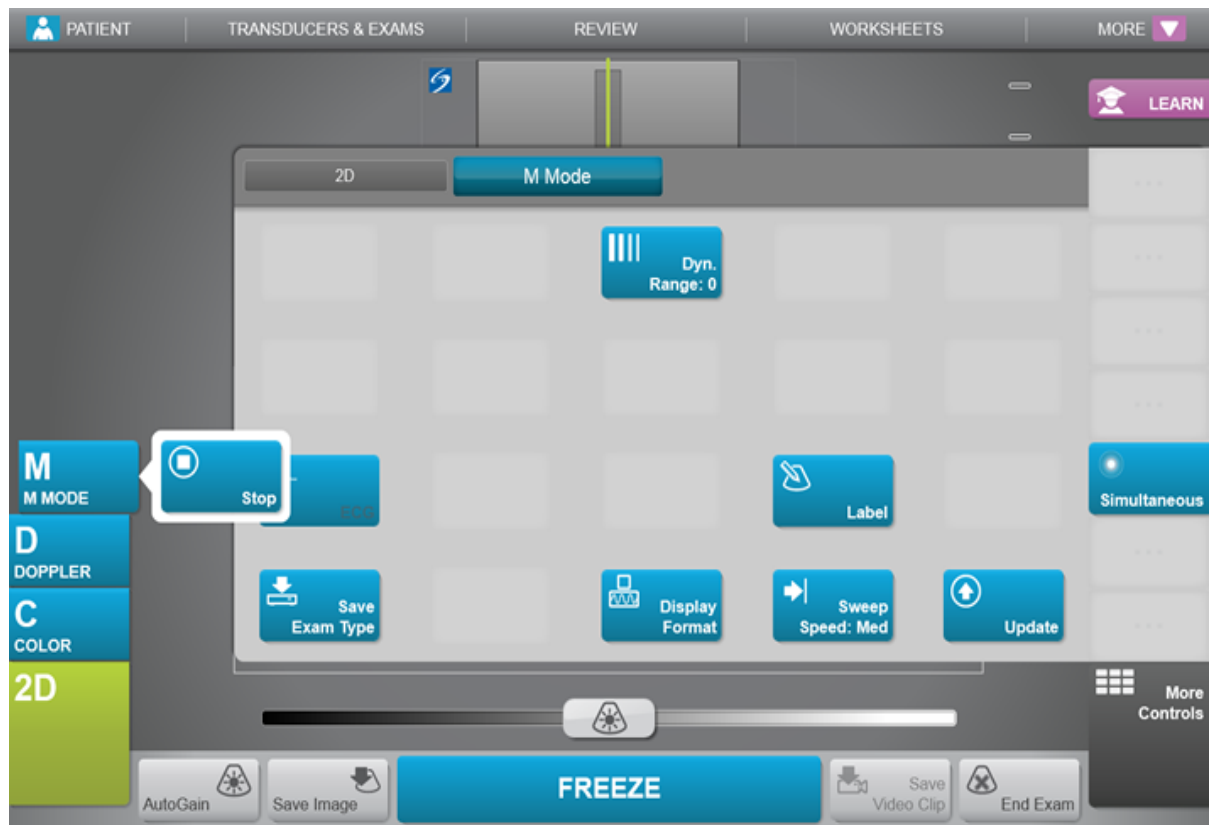 PATIENT
TRANSDUCERS & EXAMS
REVIEW
WORKSHEETS
MORE
LEARN
2D
M Mode
Dyn.
Range: 0
M
M MODE
Stop
ECG
Label
Simultaneous
D
DOPPLER
Save
Exam Type
Display
Format
Sweep
Speed: Med
Update
C
COLOR
2D
More
Controls
AutoGain
Save Image
FREEZE
Save
Video Clip
End Exam